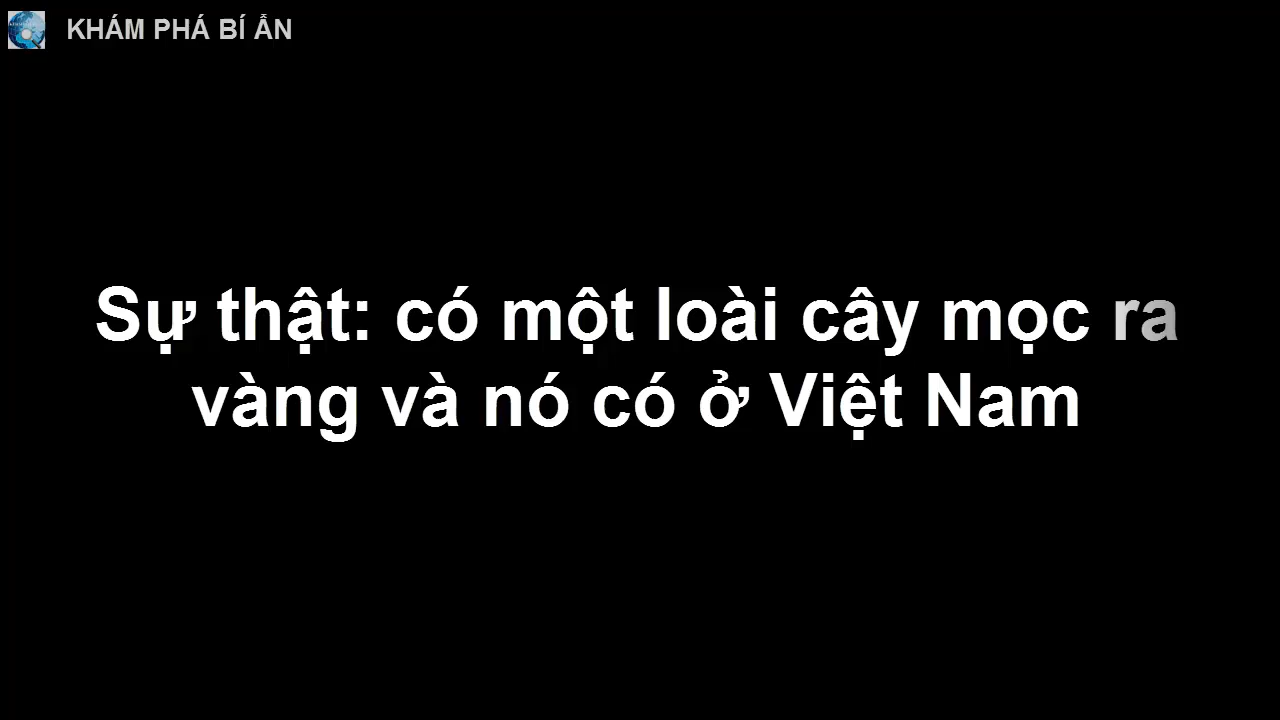 KHÁM PHÁ BÍ ẨN
Sự thật: có một loài cây mọc ra
vàng và nó có ở Việt Nam